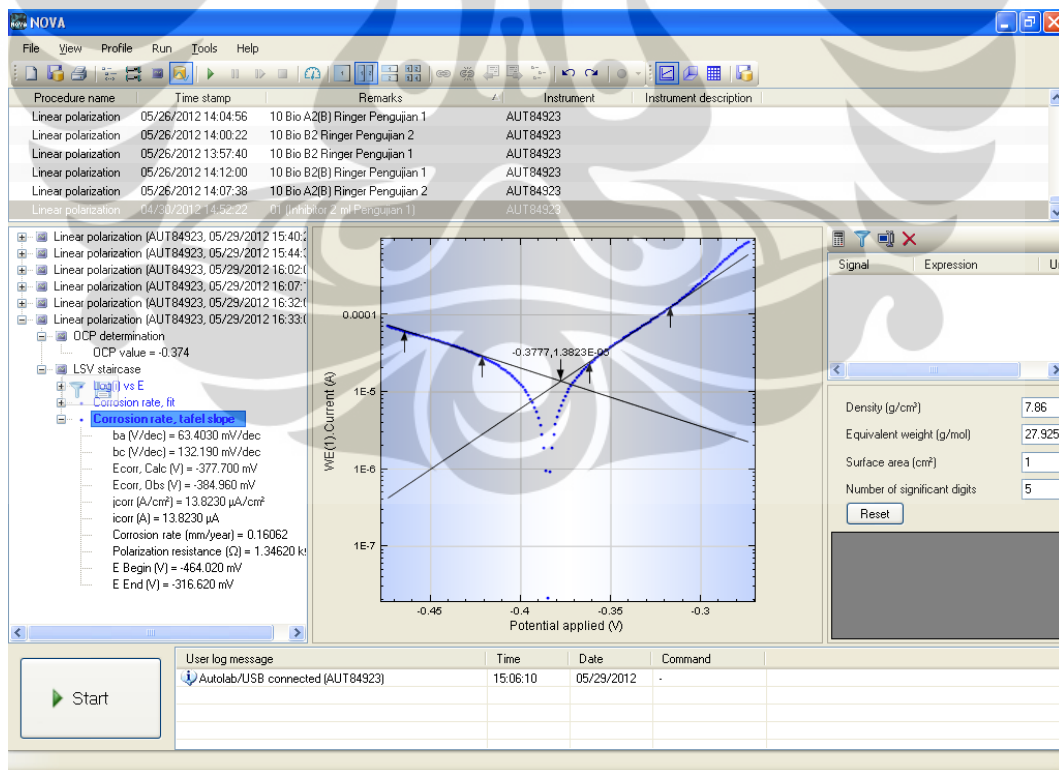 NOVA
File View Profile Run Tools Help
Procedure name Time stamp Remarks Instrument Instrument description
Linear polarization 05/26/2012 14:04:56 10 Bio A2(B) Ringer Pengujian 1 AUT84923
Linear polarization 05/26/2012 14:00:22 10 Bio B2 Ringer Pengujian 2 AUT84923
Linear polarization 05/26/2012 13:57:40 10 Bio B2 Ringer Pengujian 1 AUT84923
Linear polarization 05/26/2012 14:12:00 10 Bio B2(B) Ringer Pengujian 1 AUT84923
Linear polarization 05/26/2012 14:07:38 10 Bio A2(B) Ringer Pengujian 2 AUT84923
Linear polarization 04/30/2012 14:52:22 01 (Inhibitor 2 ml Pengujian 1) AUT84923
Linear polarization (AUT84923, 05/29/2012 15:40:2
Linear polarization (AUT84923, 05/29/2012 15:44:
Linear polarization (AUT84923, 05/29/2012 16:02:0
Linear polarization (AUT84923, 05/29/2012 16:07:
Linear polarization (AUT84923, 05/29/2012 16:32:0
Linear polarization (AUT84923, 05/29/2012 16:33:0
OCP determination
OCP value = -0.374
LSV staircase
Log(i) vs E
Corrosion rate, fit
Corrosion rate, tafel slope
ba (V/dec) = 63.4030 mV/dec
bc (V/dec) = 132.190 mV/dec
Ecorr, Calc (V) = -377.700 mV
Ecorr, Obs (V) = -384.960 mV
jcorr (A/cm²) = 13.8230 µA/cm²
icorr (A) = 13.8230 µA
Corrosion rate (mm/year) = 0.16062
Polarization resistance (Ω) = 1.34620 k
E Begin (V) = -464.020 mV
E End (V) = -316.620 mV
WE(1).Current (A)
0.0001
1E-5
1E-6
1E-7
-0.3777,1.3823E-05
-0.45 -0.4 -0.35 -0.3
Potential applied (V)
Signal Expression U
Density (g/cm³) 7.86
Equivalent weight (g/mol) 27.925
Surface area (cm²) 1
Number of significant digits 5
Reset
Start
User log message Time Date Command
Autolab/USB connected (AUT84923) 15:06:10 05/29/2012 -